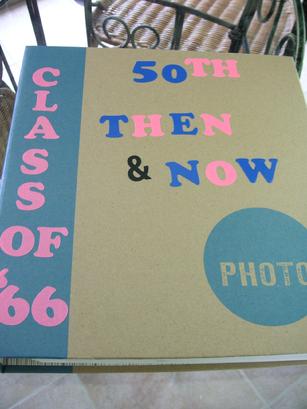 CLASS OF '66
50TH
THEN
& NOW
PHOTO